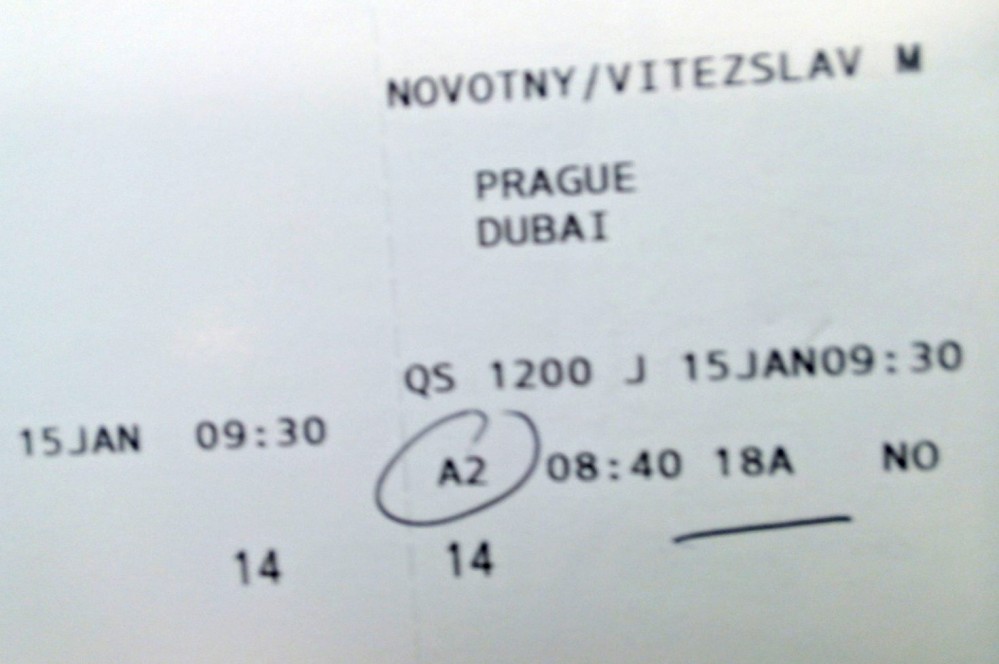 NOVOTNY/VITEZSLAV M
PRAGUE
DUBAI
QS 1200 J 15JAN09:30
15JAN 09:30
A2 08:40 18A NO
14 14